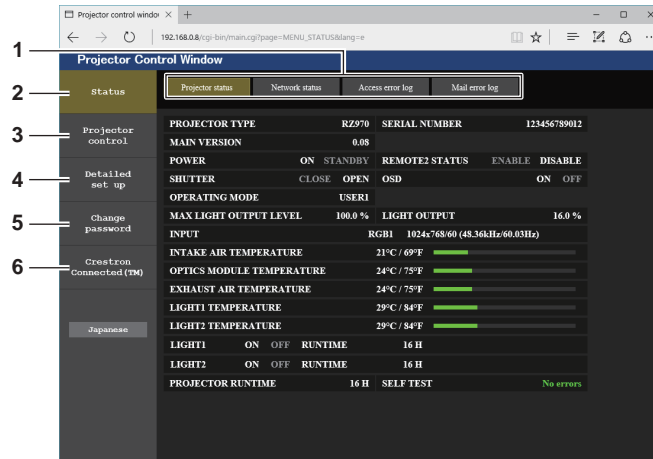 Projector control window
192.168.0.8/cgi-bin/main.cgi?page=MENU_STATUS&lang=e
Projector Control Window
1
2
Status
Projector status
Network status
Access error log
Mail error log
3
Projector
control
4
Detailed
set up
5
Change
password
6
Crestron
Connected(TM)
Japanese
PROJECTOR TYPE RZ970 SERIAL NUMBER 123456789012
MAIN VERSION 0.08
POWER ON STANDBY REMOTE2 STATUS ENABLE DISABLE
SHUTTER CLOSE OPEN OSD ON OFF
OPERATING MODE USER1
MAX LIGHT OUTPUT LEVEL 100.0 % LIGHT OUTPUT 16.0 %
INPUT RGB1 1024x768/60 (48.36kHz/60.03Hz)
INTAKE AIR TEMPERATURE 21°C / 69°F
OPTICS MODULE TEMPERATURE 24°C / 75°F
EXHAUST AIR TEMPERATURE 24°C / 75°F
LIGHT1 TEMPERATURE 29°C / 84°F
LIGHT2 TEMPERATURE 29°C / 84°F
LIGHT1 ON OFF RUNTIME 16 H
LIGHT2 ON OFF RUNTIME 16 H
PROJECTOR RUNTIME 16 H SELF TEST No errors